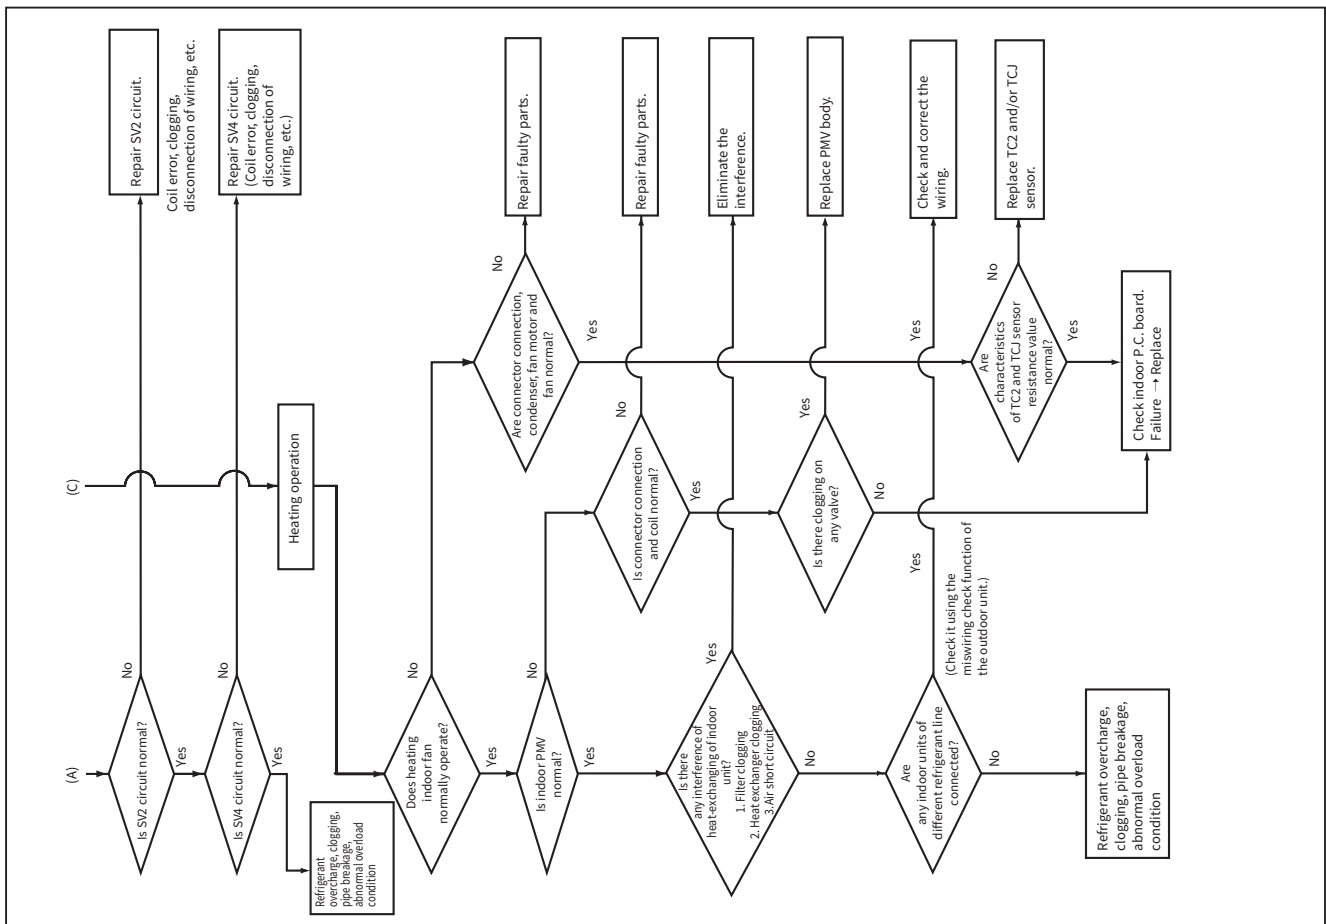 (A)
Is SV2 circuit normal?
No
Repair SV2 circuit.
Coil error, clogging,
disconnection of wiring, etc.
Yes
Is SV4 circuit normal?
No
Repair SV4 circuit.
(Coil error, clogging,
disconnection of
wiring, etc.)
Yes
Refrigerant
overcharge, clogging,
pipe breakage,
abnormal overload
condition
(C)
Heating operation
Does heating
indoor fan
normally operate?
No
Are connector connection,
condenser, fan motor and
fan normal?
No
Repair faulty parts.
Yes
Yes
Is indoor PMV
normal?
No
Is connector connection
and coil normal?
No
Repair faulty parts.
Yes
Yes
Is there
any interference of
heat-exchanging of indoor
unit?
1. Filter clogging
2. Heat exchanger clogging
3. Air short circuit
Yes
Eliminate the
interference.
No
Is there clogging on
any valve?
Yes
Replace PMV body.
No
Are
any indoor units of
different refrigerant line
connected?
Yes
(Check it using the
miswiring check function of
the outdoor unit.)
Yes
Check and correct the
wiring.
No
Are
characteristics
of TC2 and TCJ sensor
resistance value
normal?
No
Replace TC2 and/or TCJ
sensor.
Yes
Check indoor P.C. board.
Failure → Replace
Refrigerant overcharge,
clogging, pipe breakage,
abnormal overload
condition